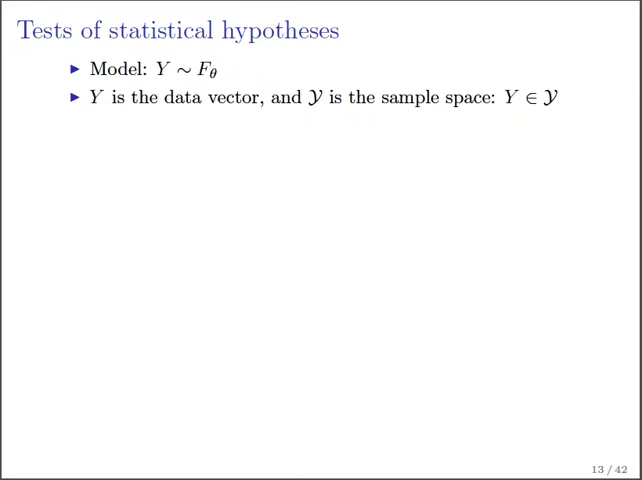 Tests of statistical hypotheses
▶ Model: Y ∼ F_θ
▶ Y is the data vector, and 𝒴 is the sample space: Y ∈ 𝒴
13 / 42